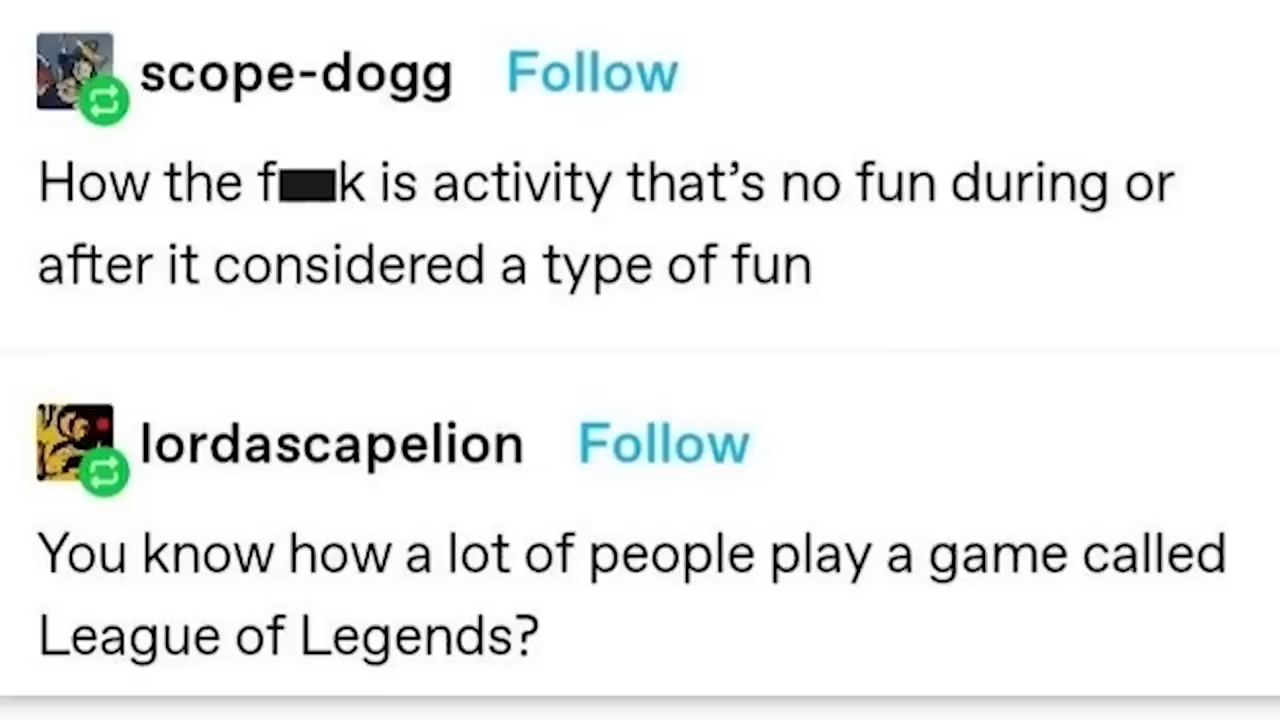 scope-dogg Follow
How the f■■k is activity that's no fun during or
after it considered a type of fun
lordascapelion Follow
You know how a lot of people play a game called
League of Legends?